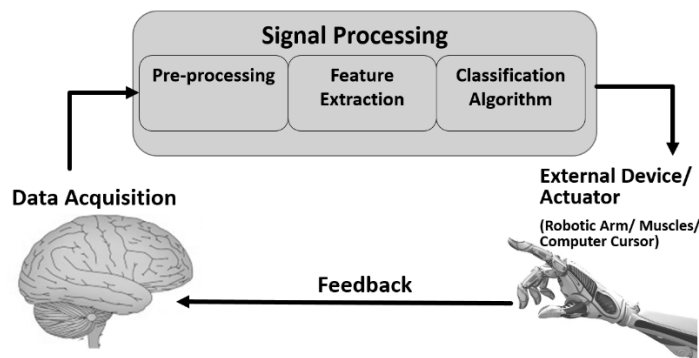 Signal Processing
Pre-processing
Feature
Extraction
Classification
Algorithm
Data Acquisition
External Device/
Actuator
(Robotic Arm/ Muscles/
Computer Cursor)
Feedback